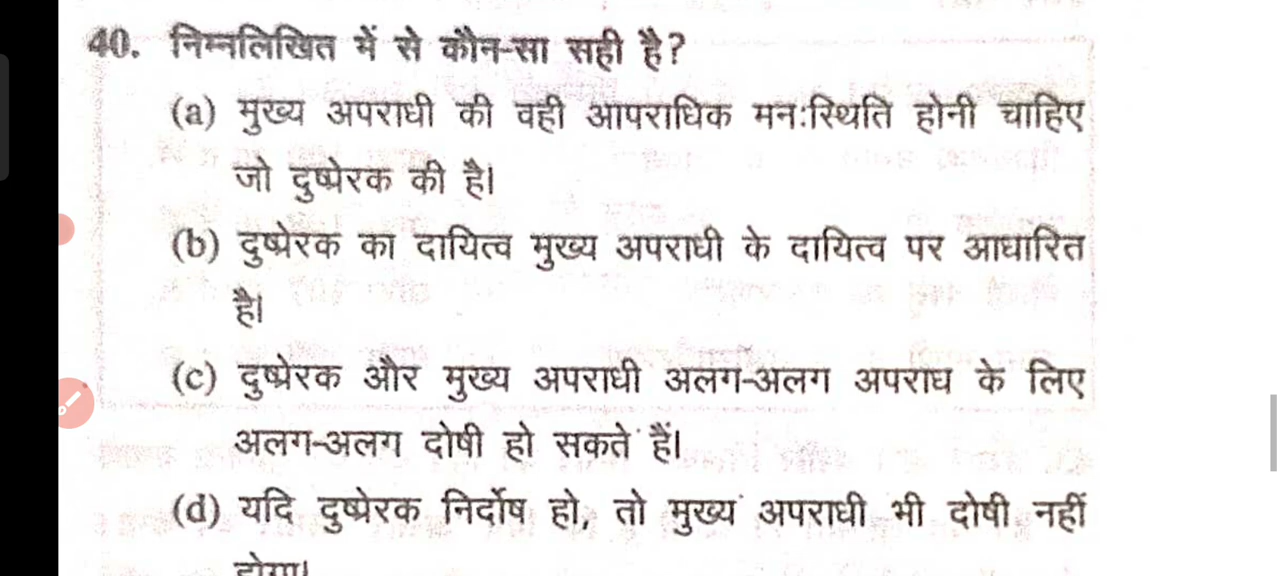 40. निम्नलिखित में से कौन-सा सही है?
(a) मुख्य अपराधी की वही आपराधिक मन:स्थिति होनी चाहिए
जो दुष्प्रेरक की है।
(b) दुष्प्रेरक का दायित्व मुख्य अपराधी के दायित्व पर आधारित
है।
(c) दुष्प्रेरक और मुख्य अपराधी अलग-अलग अपराध के लिए
अलग-अलग दोषी हो सकते हैं।
(d) यदि दुष्प्रेरक निर्दोष हो, तो मुख्य अपराधी भी दोषी नहीं
होगा।